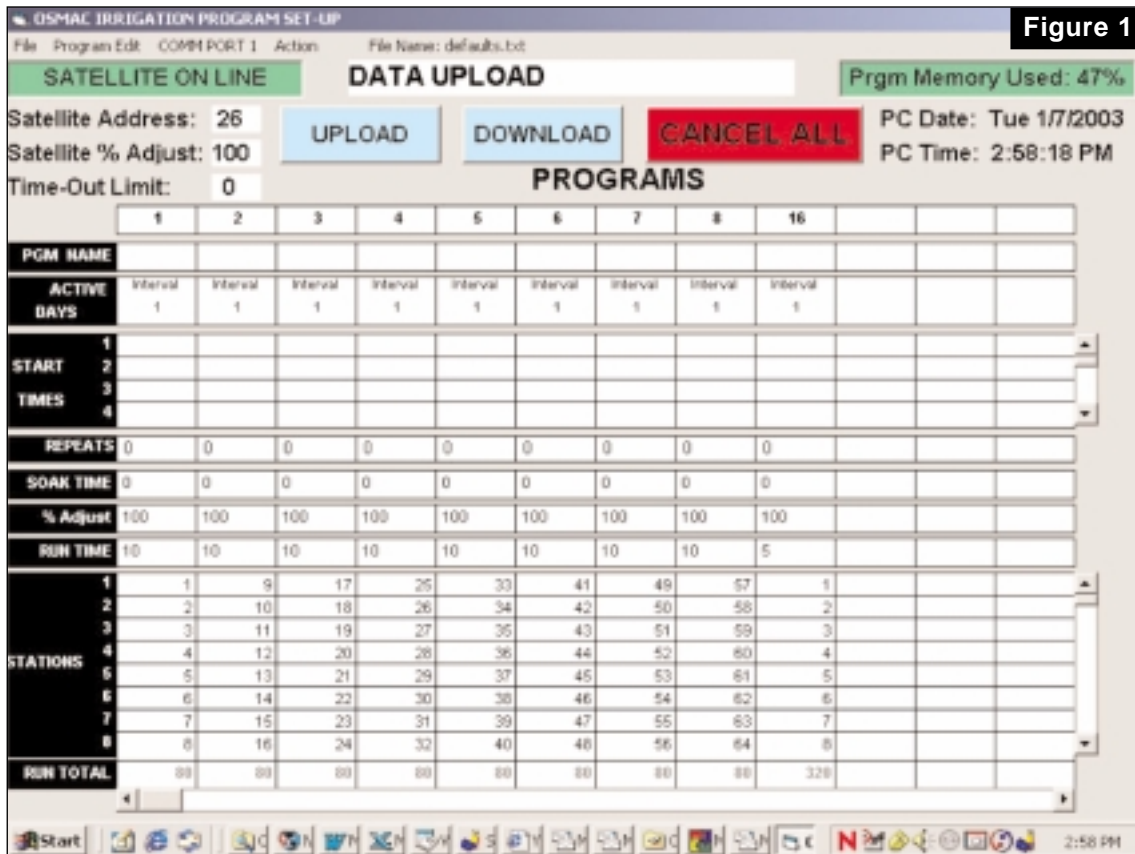 OSMAC IRRIGATION PROGRAM SET-UP
Figure 1
File Program Edit COMM PORT 1 Action File Name: defaults.txt
SATELLITE ON LINE DATA UPLOAD Prgm Memory Used: 47%
Satellite Address: 26 UPLOAD DOWNLOAD CANCEL ALL PC Date: Tue 1/7/2003
Satellite % Adjust: 100 PC Time: 2:58:18 PM
Time-Out Limit: 0 PROGRAMS
1 2 3 4 5 6 7 8 16
PGM NAME
ACTIVE DAYS Interval Interval Interval Interval Interval Interval Interval Interval Interval
1 1 1 1 1 1 1 1 1
START TIMES 1
2
3
4
REPEATS 0 0 0 0 0 0 0 0 0
SOAK TIME 0 0 0 0 0 0 0 0 0
% Adjust 100 100 100 100 100 100 100 100 100
RUN TIME 10 10 10 10 10 10 10 10 5
STATIONS
1 1 9 17 25 33 41 49 57 1
2 2 10 18 26 34 42 50 58 2
3 3 11 19 27 35 43 51 59 3
4 4 12 20 28 36 44 52 60 4
5 5 13 21 29 37 45 53 61 5
6 6 14 22 30 38 46 54 62 6
7 7 15 23 31 39 47 55 63 7
8 8 16 24 32 40 48 56 64 8
RUN TOTAL 80 80 80 80 80 80 80 80 320
Start 2:58 PM